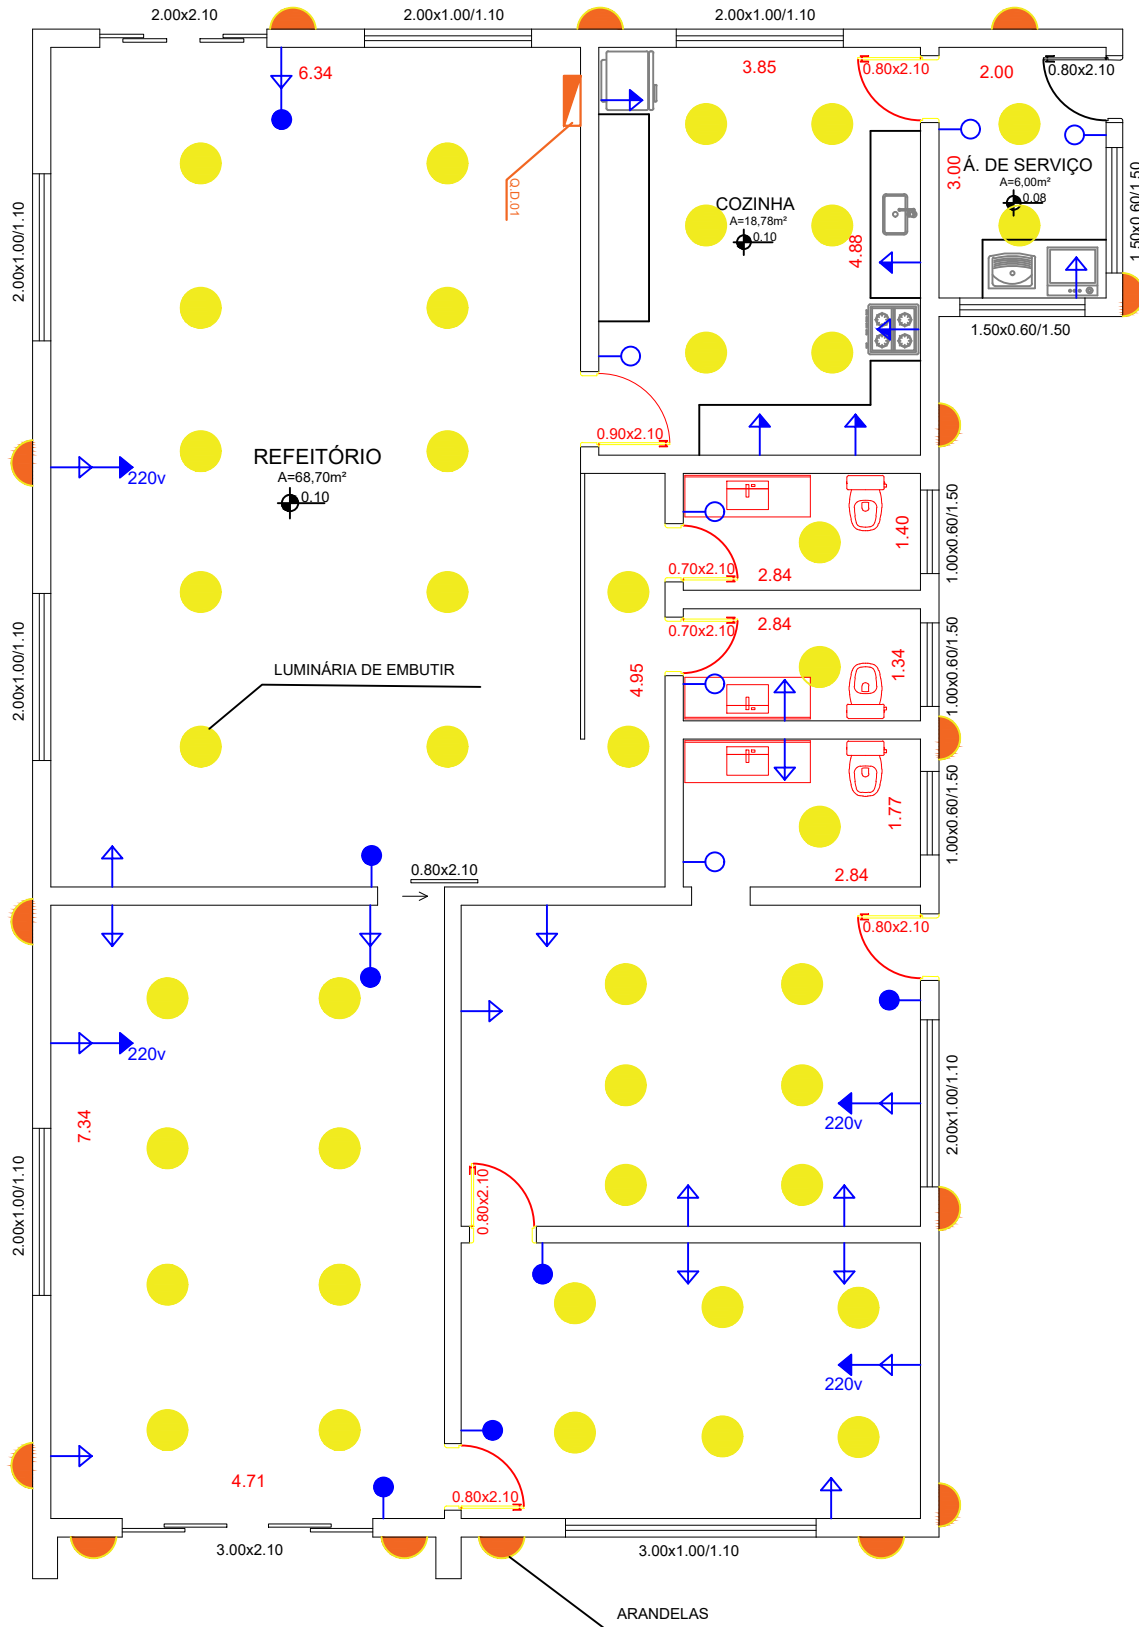 2.00x2.10
2.00x1.00/1.10
2.00x1.00/1.10
6.34
3.85
0.80x2.10
2.00
0.80x2.10
Q.D.01
3.00
Á. DE SERVIÇO
A=6,00m²
0.08
1.50x0.60/1.50
COZINHA
A=18,78m²
0.10
4.88
2.00x1.00/1.10
1.50x0.60/1.50
0.90x2.10
REFEITÓRIO
A=68,70m²
0.10
220v
1.40
1.00x0.60/1.50
0.70x2.10
2.84
0.70x2.10
2.84
1.34
1.00x0.60/1.50
4.95
2.00x1.00/1.10
LUMINÁRIA DE EMBUTIR
1.77
1.00x0.60/1.50
0.80x2.10
2.84
0.80x2.10
220v
7.34
220v
2.00x1.00/1.10
2.00x1.00/1.10
0.80x2.10
220v
4.71
0.80x2.10
3.00x2.10
3.00x1.00/1.10
ARANDELAS